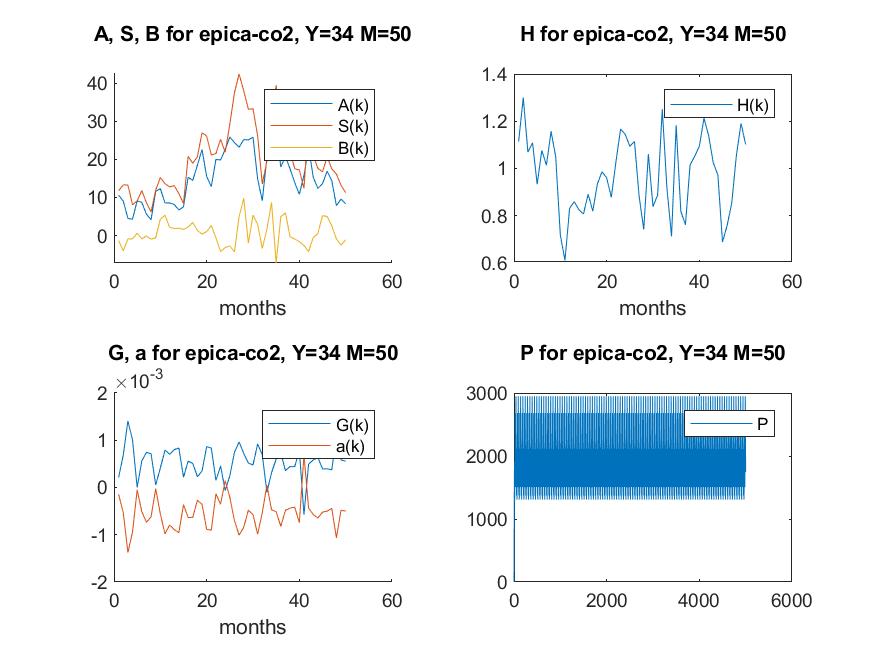 A, S, B for epica-co2, Y=34 M=50
40
30
20
10
0
A(k)
S(k)
B(k)
0
20
40
60
months
H for epica-co2, Y=34 M=50
1.4
1.2
1
0.8
0.6
H(k)
0
20
40
60
months
G, a for epica-co2, Y=34 M=50
×10-3
2
1
0
-1
-2
G(k)
a(k)
0
20
40
60
months
P for epica-co2, Y=34 M=50
3000
2000
1000
0
P
0
2000
4000
6000